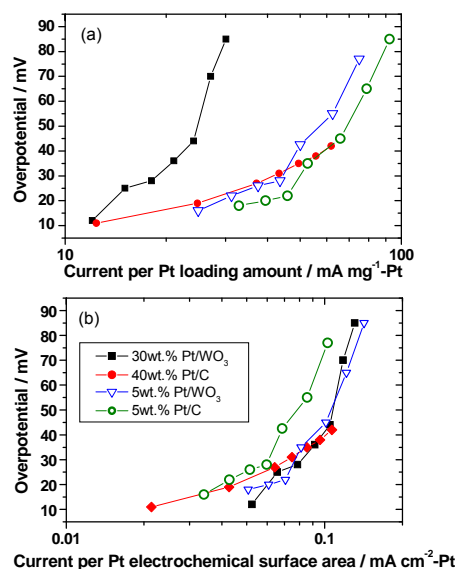 (a)
90
80
70
60
50
40
30
20
10
Overpotential / mV
10
100
Current per Pt loading amount / mA mg⁻¹-Pt
(b)
90
80
70
60
50
40
30
20
10
0
Overpotential / mV
30wt.% Pt/WO₃
40wt.% Pt/C
5wt.% Pt/WO₃
5wt.% Pt/C
0.01
0.1
Current per Pt electrochemical surface area / mA cm⁻²-Pt